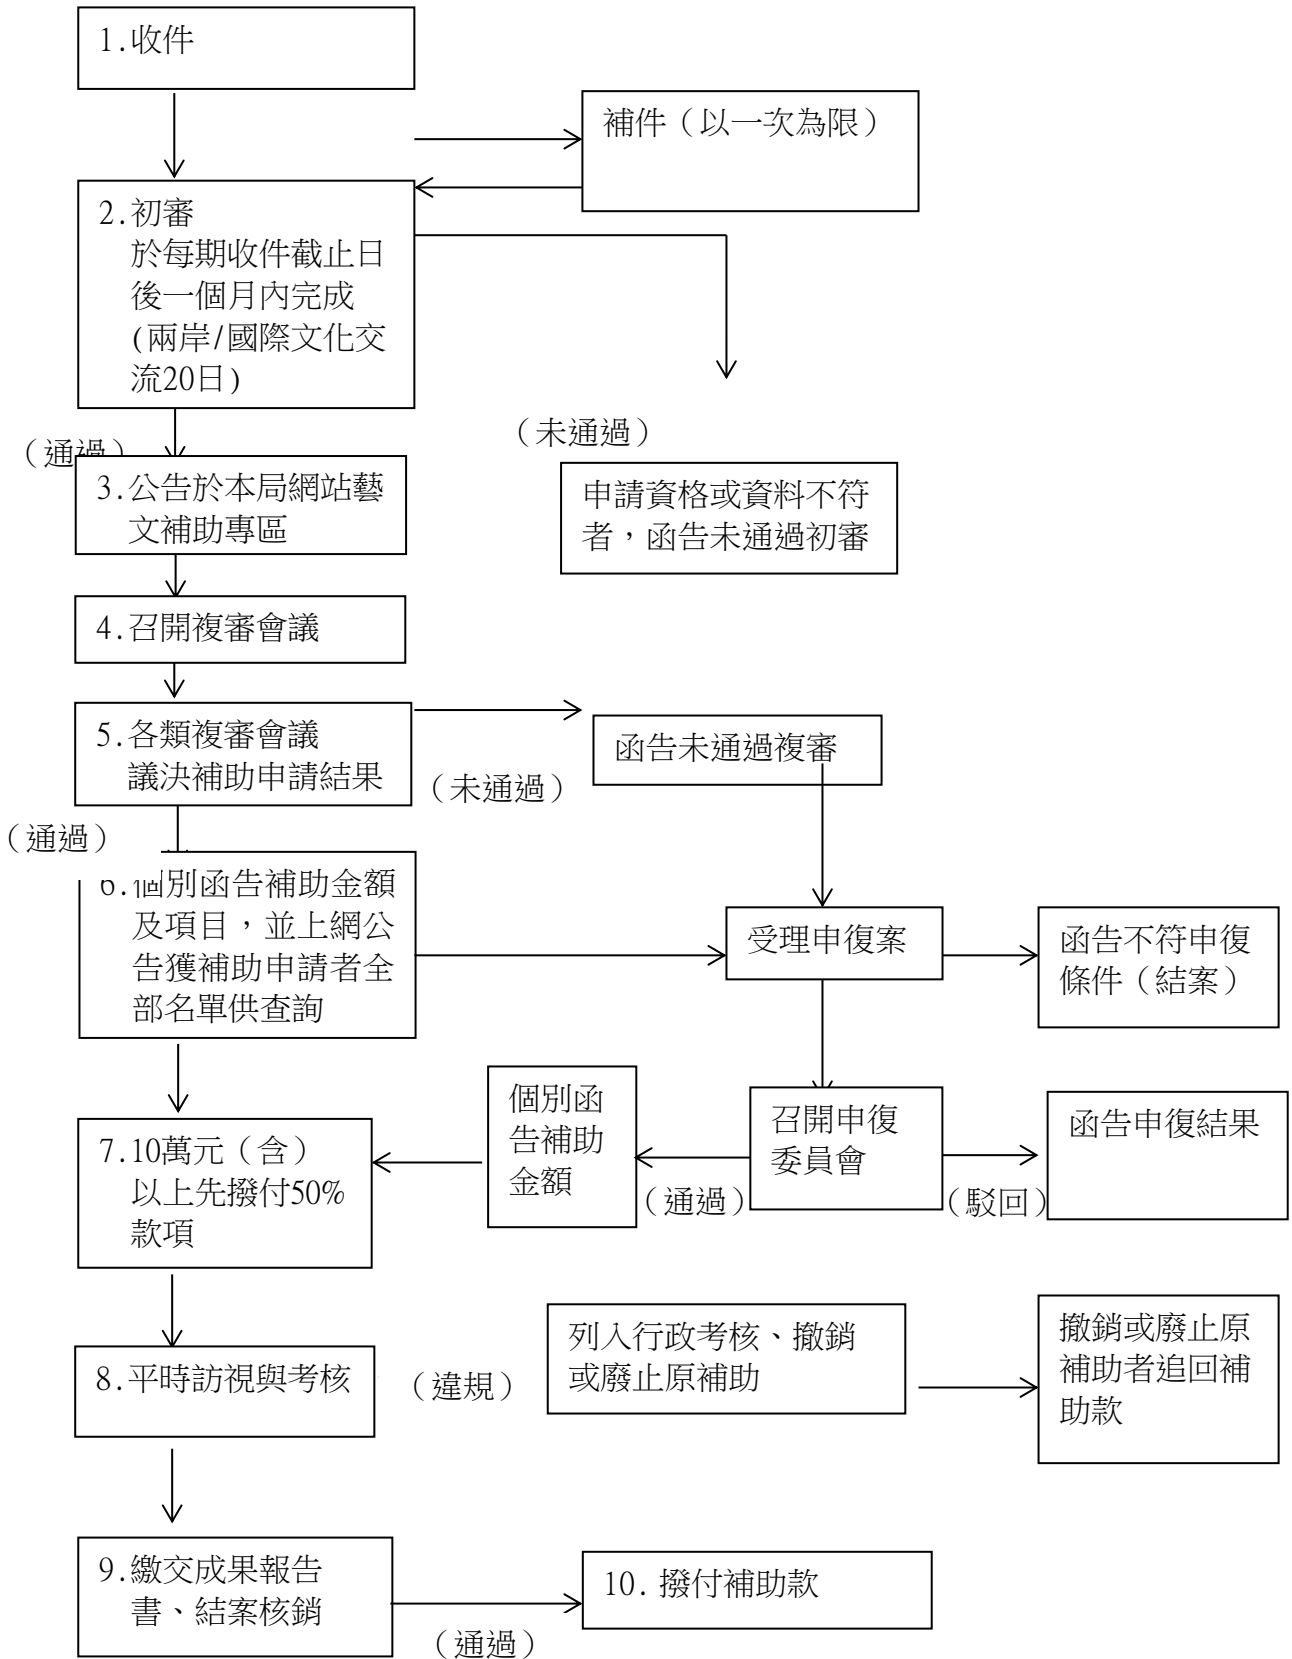 1.收件
補件（以一次為限）
2.初審
於每期收件截止日
後一個月內完成
(兩岸/國際文化交
流20日)
（未通過）
（通過）
3.公告於本局網站藝
文補助專區
申請資格或資料不符
者，函告未通過初審
4.召開複審會議
5.各類複審會議
議決補助申請結果
函告未通過複審
（未通過）
（通過）
6.個別函告補助金額
及項目，並上網公
告獲補助申請者全
部名單供查詢
受理申復案
函告不符申復
條件（結案）
7.10萬元（含）
以上先撥付50%
款項
個別函
告補助
金額
（通過）
召開申復
委員會
（駁回）
函告申復結果
8.平時訪視與考核
（違規）
列入行政考核、撤銷
或廢止原補助
撤銷或廢止原
補助者追回補
助款
9.繳交成果報告
書、結案核銷
（通過）
10.撥付補助款